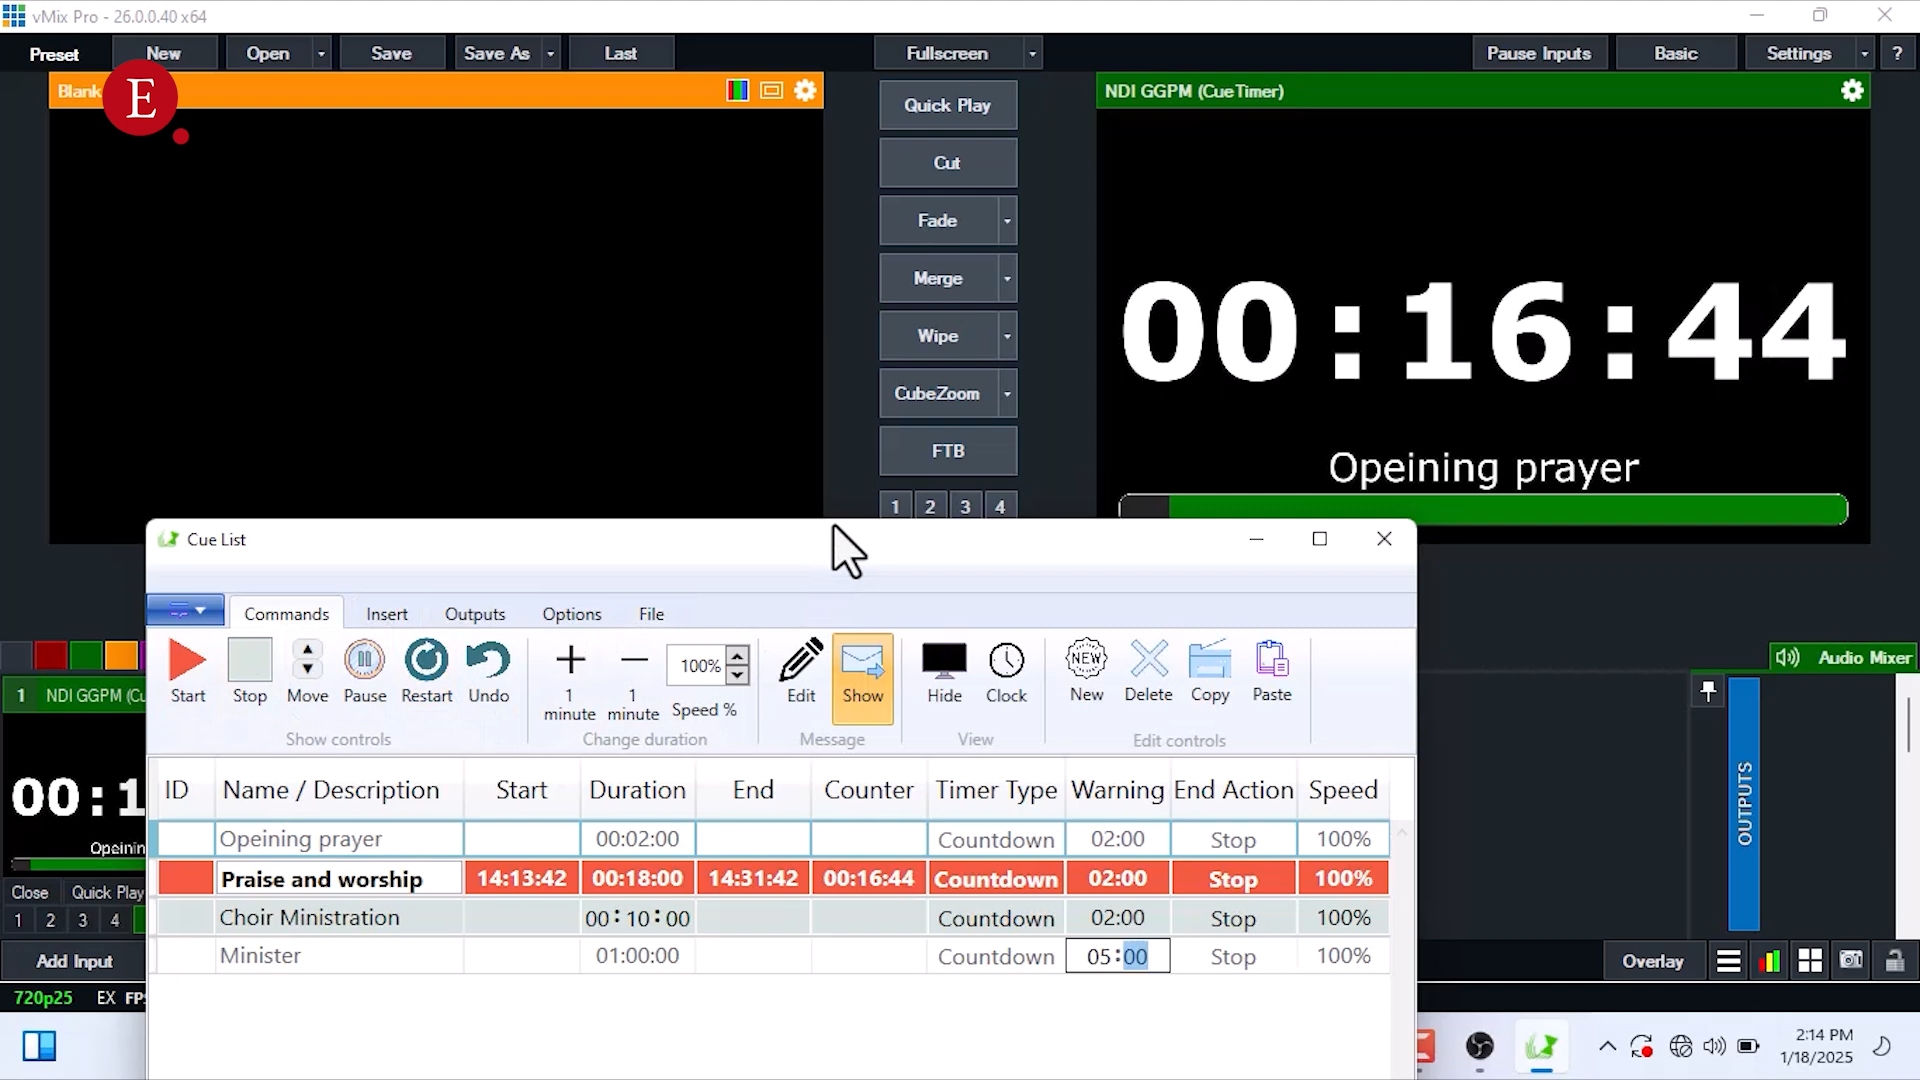 vMix Pro - 26.0.0.40 x64
Preset New Open Save Save As Last Fullscreen Pause Inputs Basic Settings ?
Blank
E
NDI GGPM (CueTimer)
Quick Play
Cut
Fade
Merge
Wipe
CubeZoom
FTB
1 2 3 4
00:16:44
Opeining prayer
Cue List
Commands Insert Outputs Options File
Start Stop Move Pause Restart Undo
1 minute
1 minute
100%
Speed %
Edit Show Hide Clock NEW New Delete Copy Paste
Show controls Change duration Message View Edit controls
ID Name / Description Start Duration End Counter Timer Type Warning End Action Speed
Opeining prayer 00:02:00 Countdown 02:00 Stop 100%
Praise and worship 14:13:42 00:18:00 14:31:42 00:16:44 Countdown 02:00 Stop 100%
Choir Ministration 00:10:00 Countdown 02:00 Stop 100%
Minister 01:00:00 Countdown 05:00 Stop 100%
Audio Mixer
OUTPUTS
1 NDI GGPM (Cu
00:1
Opeinin
Close Quick Play
1 2 3 4
Add Input
Overlay
720p25 EX FPS
2:14 PM
1/18/2025